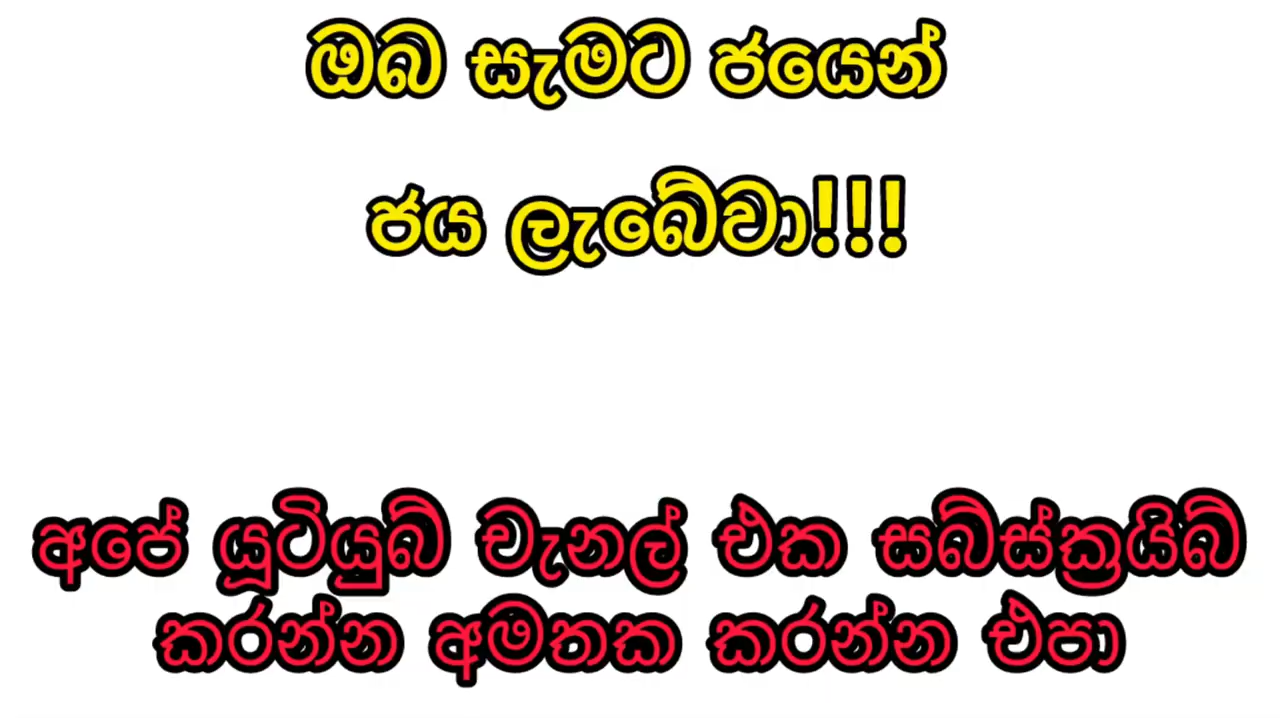 ඔබ සැමට ජයෙන්
ජය ලැබේවා!!!
අපේ යූටියුබ් චැනල් එක සබ්ස්ක්‍රයිබ්
කරන්න අමතක කරන්න එපා